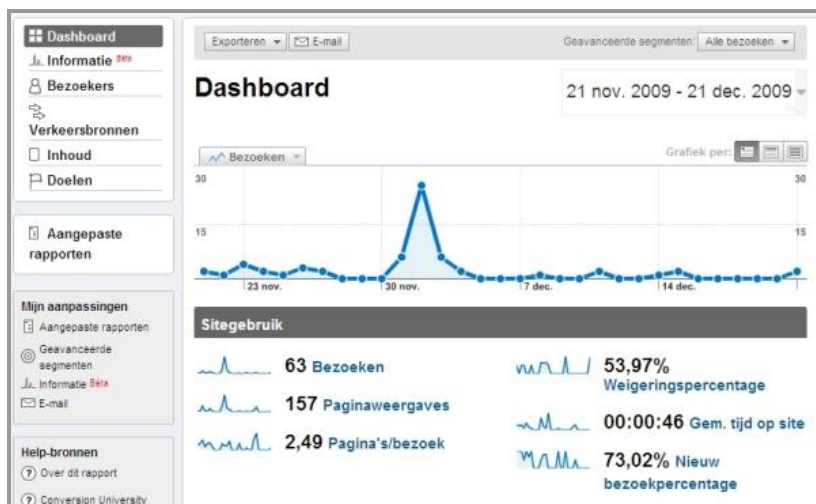 Dashboard
Informatie Bèta
Bezoekers
Verkeersbronnen
Inhoud
Doelen
Aangepaste
rapporten
Mijn aanpassingen
Aangepaste rapporten
Geavanceerde
segmenten
Informatie Bèta
E-mail
Help-bronnen
Over dit rapport
Conversion University
Exporteren
E-mail
Geavanceerde segmenten: Alle bezoeken
Dashboard
21 nov. 2009 - 21 dec. 2009
Bezoeken
Grafiek per:
30
30
15
15
23 nov.
30 nov.
7 dec.
14 dec.
Sitegebruik
63 Bezoeken
157 Paginaweergaves
2,49 Pagina's/bezoek
53,97%
Weigeringspercentage
00:00:46 Gem. tijd op site
73,02% Nieuw
bezoekpercentage